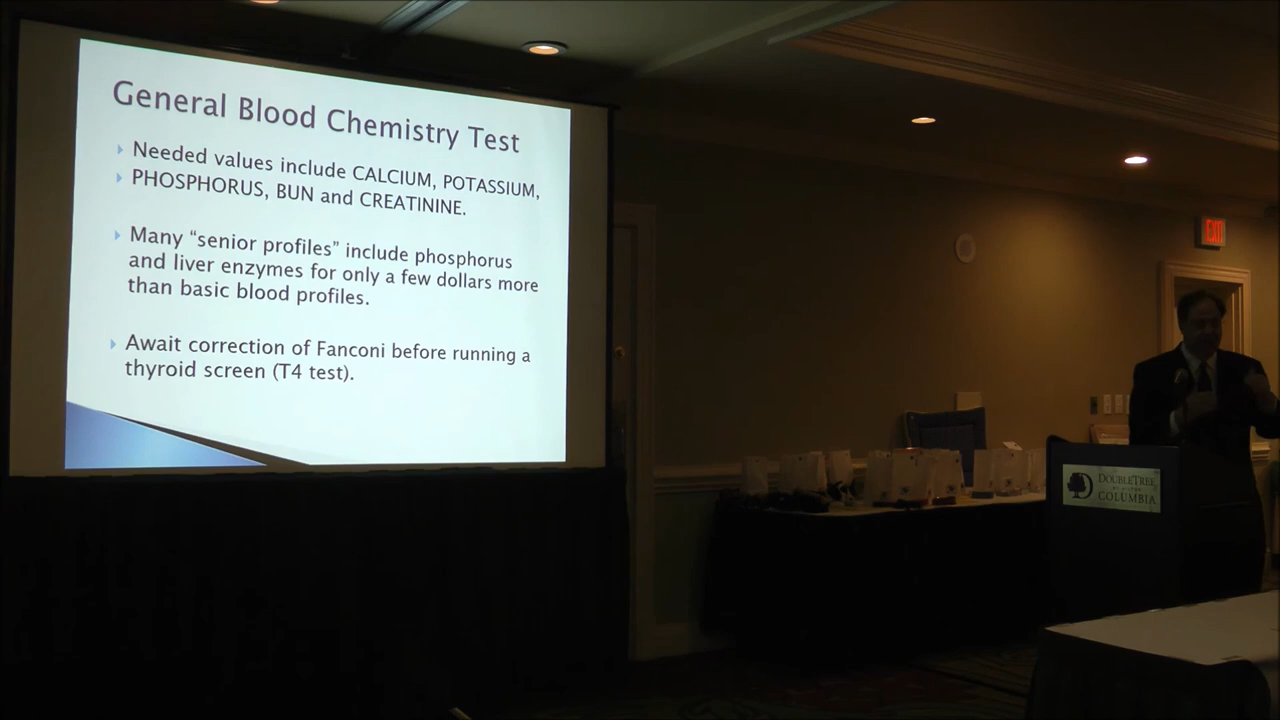 General Blood Chemistry Test
Needed values include CALCIUM, POTASSIUM,
PHOSPHORUS, BUN and CREATININE.
Many “senior profiles” include phosphorus
and liver enzymes for only a few dollars more
than basic blood profiles.
Await correction of Fanconi before running a
thyroid screen (T4 test).
EXIT
DOUBLETREE
COLUMBIA